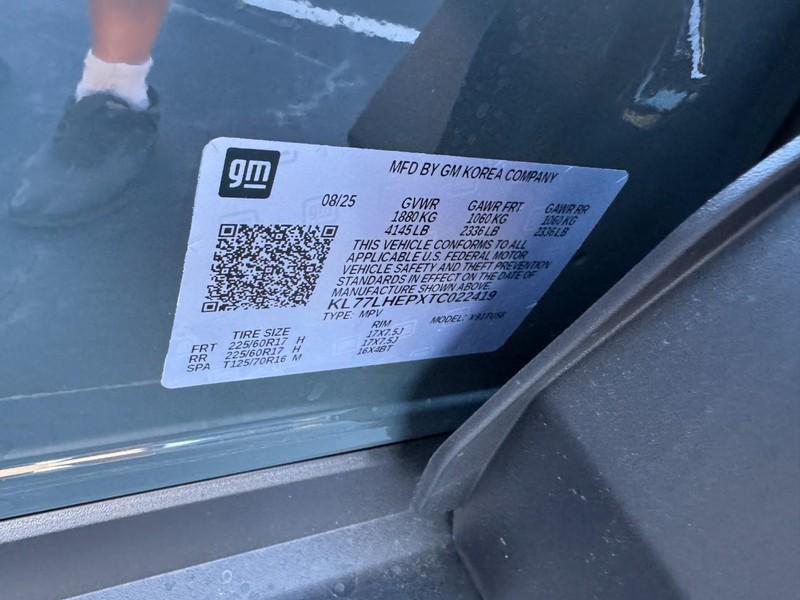 gm
MFD BY GM KOREA COMPANY
08/25 GVWR GAWR FRT GAWR RR
1880 KG 1060 KG 1060 KG
4145 LB 2336 LB 2336 LB
THIS VEHICLE CONFORMS TO ALL
APPLICABLE U.S. FEDERAL MOTOR
VEHICLE SAFETY AND THEFT PREVENTION
STANDARDS IN EFFECT ON THE DATE OF
MANUFACTURE SHOWN ABOVE.
KL77LHEPXTC022419
TYPE: MPV MODEL:
TIRE SIZE RIM
FRT 225/60R17 H 17X7.5J
RR 225/60R17 H 17X7.5J
SPA T125/70R16 M 16X4BT